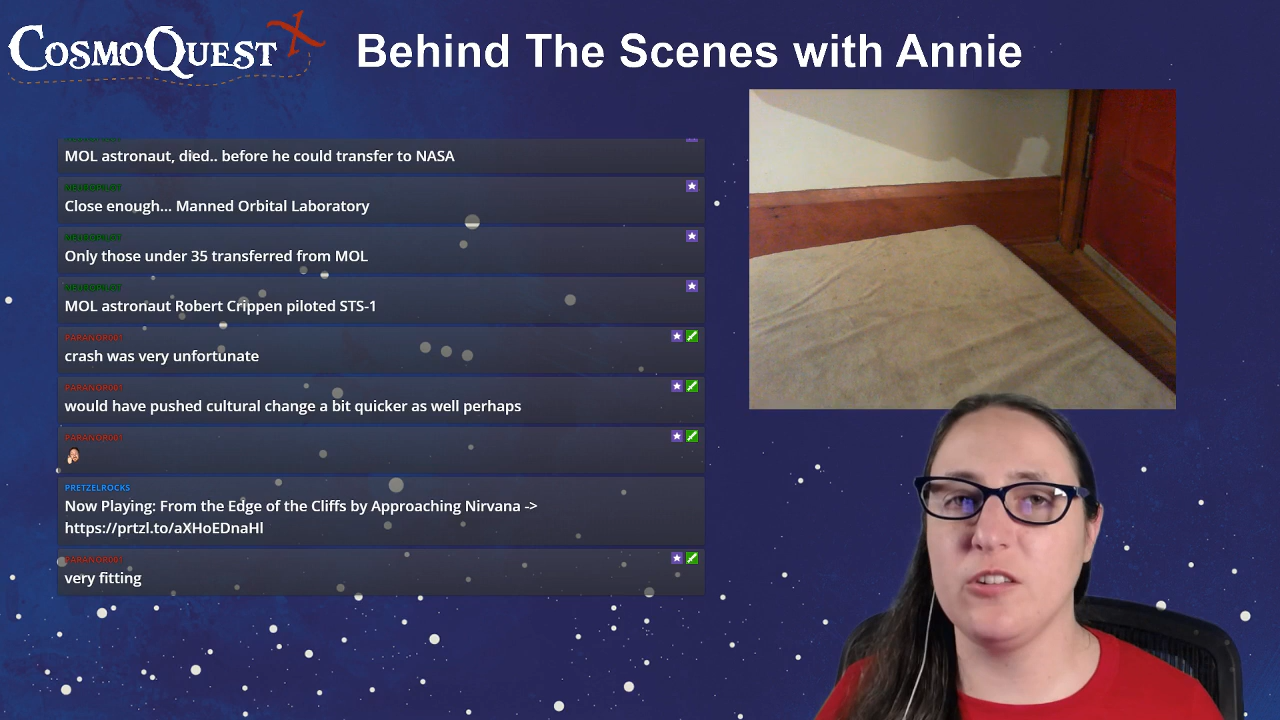 CosmoQuest X
Behind The Scenes with Annie
MOL astronaut, died.. before he could transfer to NASA
Close enough... Manned Orbital Laboratory
Only those under 35 transferred from MOL
MOL astronaut Robert Crippen piloted STS-1
crash was very unfortunate
would have pushed cultural change a bit quicker as well perhaps
PRETZELROCKS
Now Playing: From the Edge of the Cliffs by Approaching Nirvana ->
https://prtzl.to/aXHoEDnaHl
very fitting